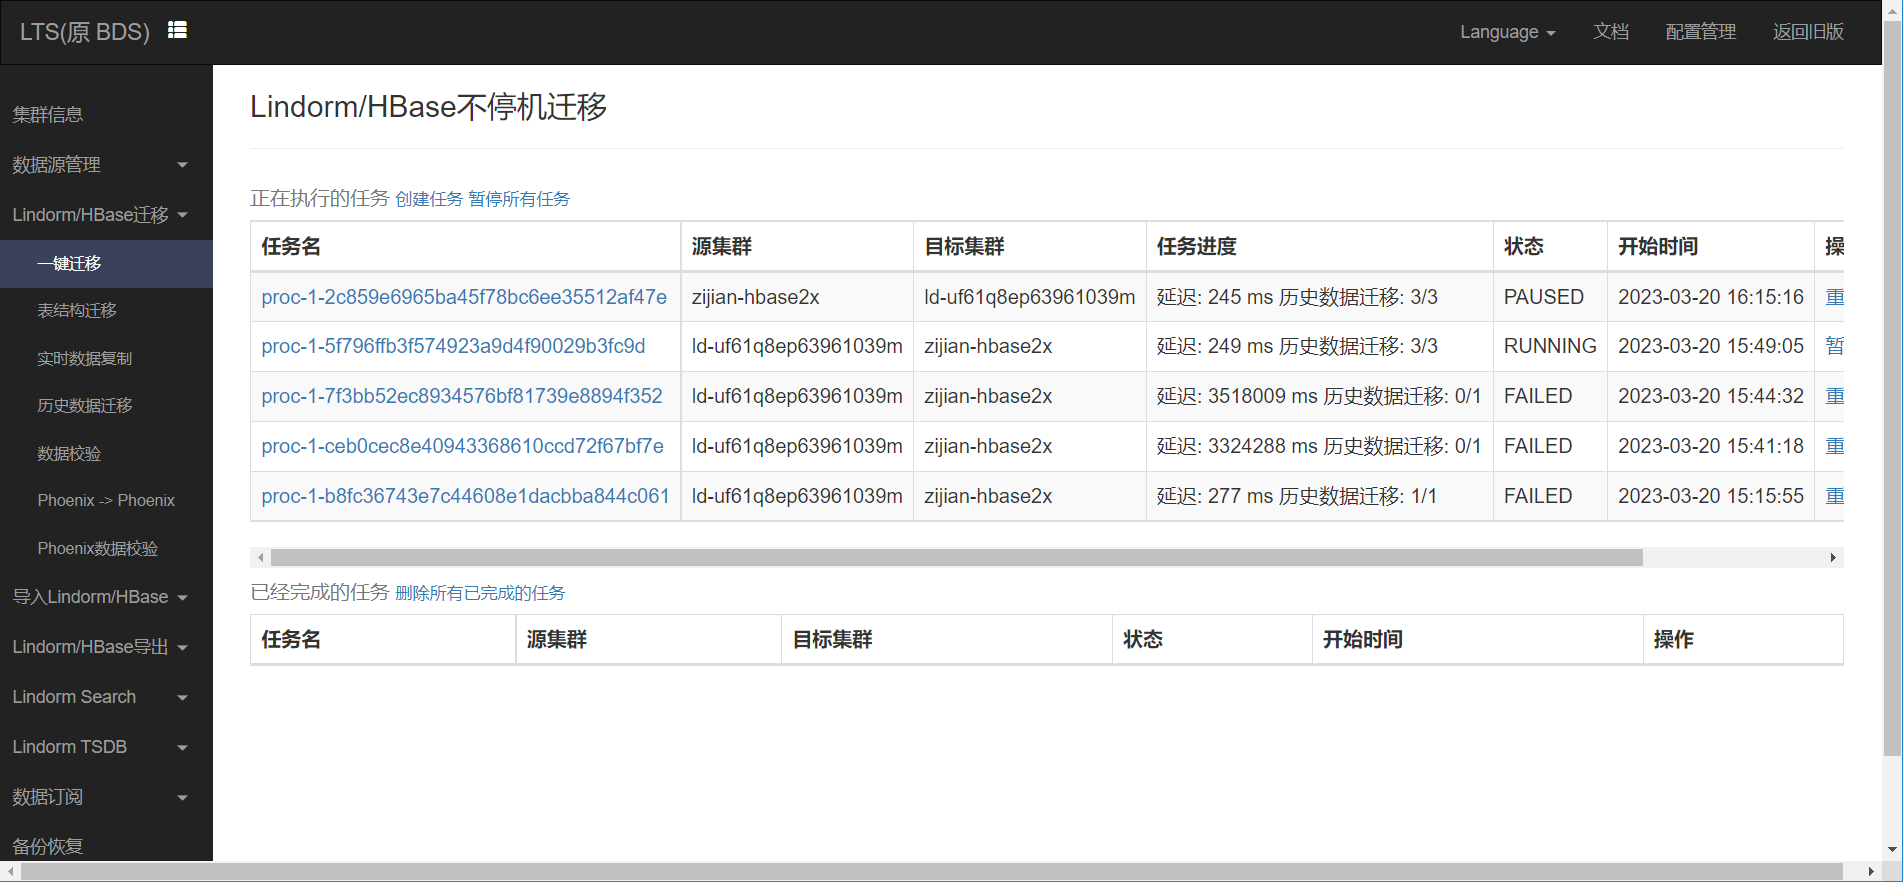 LTS(原 BDS)
Language 文档 配置管理 返回旧版
集群信息
数据源管理
Lindorm/HBase迁移
一键迁移
表结构迁移
实时数据复制
历史数据迁移
数据校验
Phoenix -> Phoenix
Phoenix数据校验
导入Lindorm/HBase
Lindorm/HBase导出
Lindorm Search
Lindorm TSDB
数据订阅
备份恢复
Lindorm/HBase不停机迁移
正在执行的任务 创建任务 暂停所有任务
任务名 源集群 目标集群 任务进度 状态 开始时间 操
proc-1-2c859e6965ba45f78bc6ee35512af47e zijian-hbase2x ld-uf61q8ep63961039m 延迟: 245 ms 历史数据迁移: 3/3 PAUSED 2023-03-20 16:15:16 重
proc-1-5f796ffb3f574923a9d4f90029b3fc9d ld-uf61q8ep63961039m zijian-hbase2x 延迟: 249 ms 历史数据迁移: 3/3 RUNNING 2023-03-20 15:49:05 暂
proc-1-7f3bb52ec8934576bf81739e8894f352 ld-uf61q8ep63961039m zijian-hbase2x 延迟: 3518009 ms 历史数据迁移: 0/1 FAILED 2023-03-20 15:44:32 重
proc-1-ceb0cec8e40943368610ccd72f67bf7e ld-uf61q8ep63961039m zijian-hbase2x 延迟: 3324288 ms 历史数据迁移: 0/1 FAILED 2023-03-20 15:41:18 重
proc-1-b8fc36743e7c44608e1dacbba844c061 ld-uf61q8ep63961039m zijian-hbase2x 延迟: 277 ms 历史数据迁移: 1/1 FAILED 2023-03-20 15:15:55 重
已经完成的任务 删除所有已完成的任务
任务名 源集群 目标集群 状态 开始时间 操作